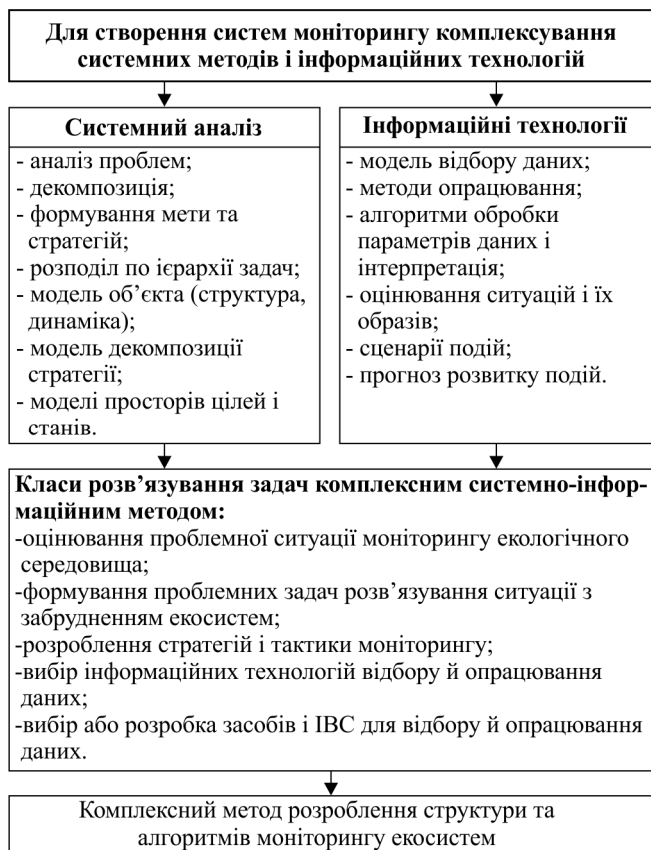 Для створення систем моніторингу комплексування
системних методів і інформаційних технологій
Системний аналіз
- аналіз проблем;
- декомпозиція;
- формування мети та
стратегій;
- розподіл по ієрархії задач;
- модель об’єкта (структура,
динаміка);
- модель декомпозиції
стратегії;
- моделі просторів цілей і
станів.
Інформаційні технології
- модель відбору даних;
- методи опрацювання;
- алгоритми обробки
параметрів даних і
інтерпретація;
- оцінювання ситуацій і їх
образів;
- сценарії подій;
- прогноз розвитку подій.
Класи розв’язування задач комплексним системно-інфор-
маційним методом:
-оцінювання проблемної ситуації моніторингу екологічного
середовища;
-формування проблемних задач розв’язування ситуації з
забрудненням екосистем;
-розроблення стратегій і тактики моніторингу;
-вибір інформаційних технологій відбору й опрацювання
даних;
-вибір або розробка засобів і ІВС для відбору й опрацювання
даних.
Комплексний метод розроблення структури та
алгоритмів моніторингу екосистем